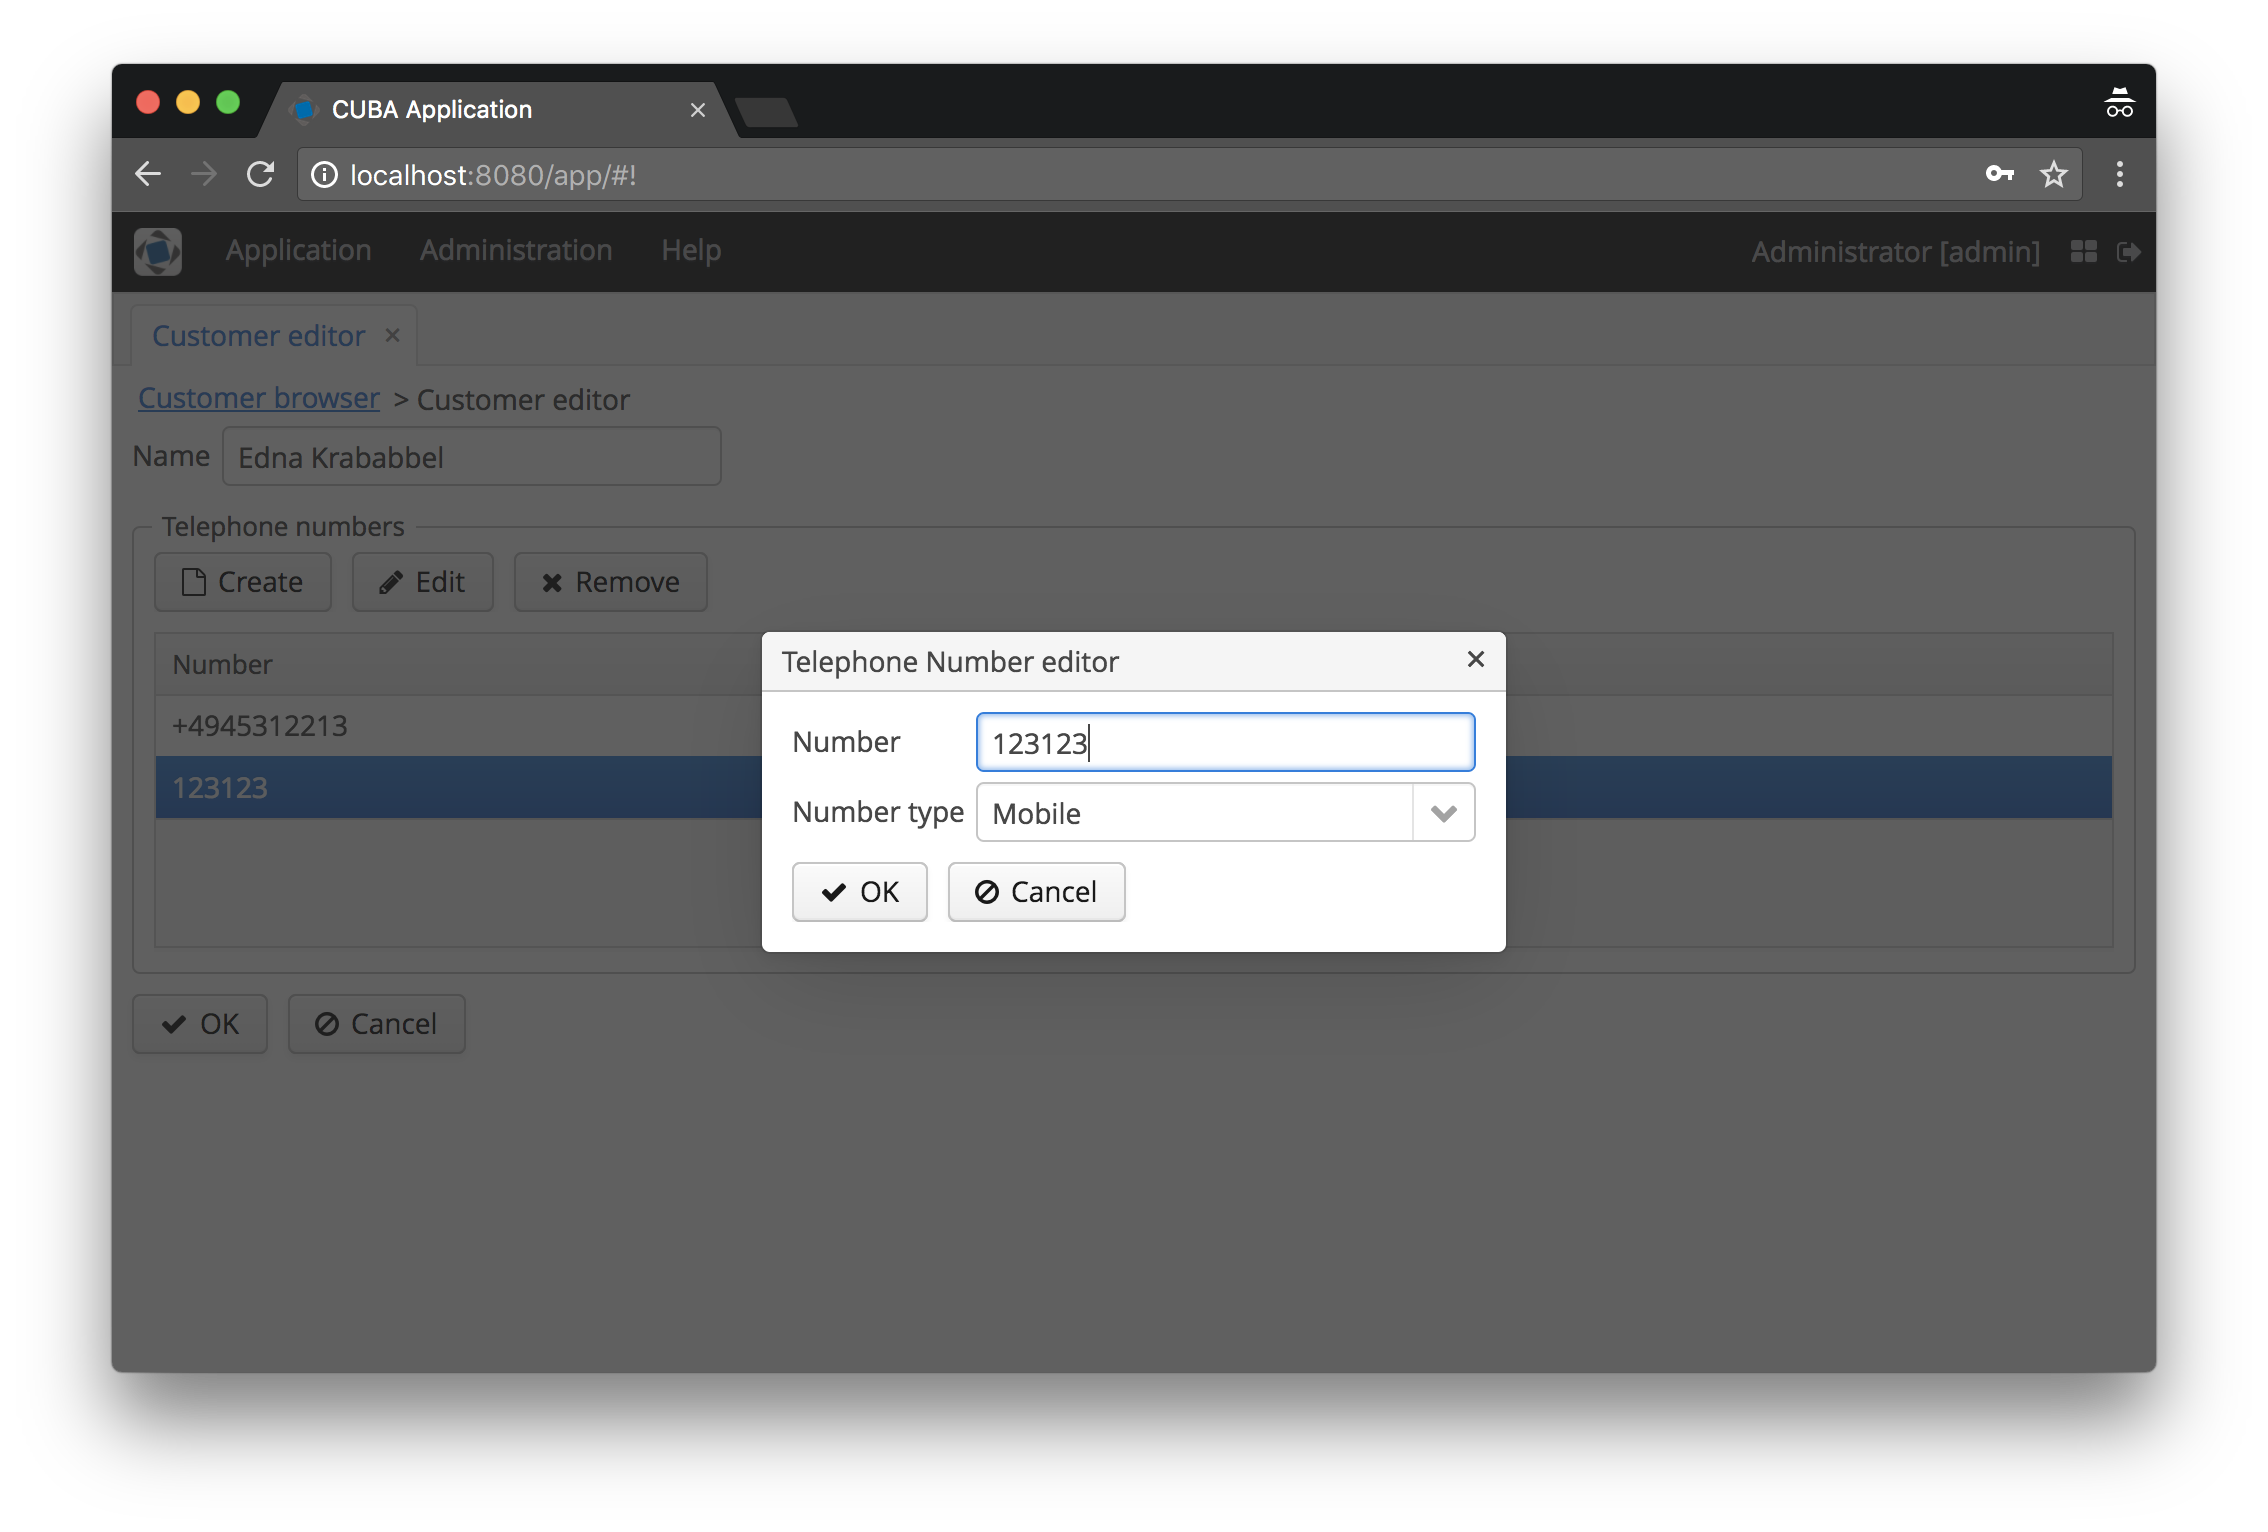 CUBA Application
localhost:8080/app/#!
Application Administration Help Administrator [admin]
Customer editor
Customer browser > Customer editor
Name Edna Krababbel
Telephone numbers
Create Edit Remove
Number
+4945312213
123123
Telephone Number editor
Number 123123
Number type Mobile
OK Cancel
OK Cancel